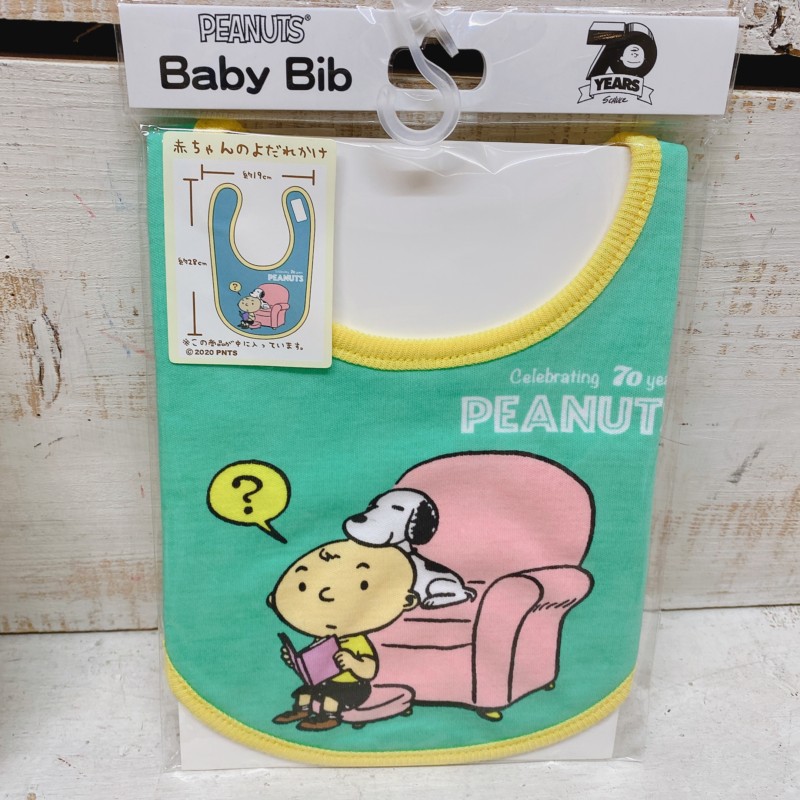 PEANUTS®
Baby Bib
70
YEARS
SCHULZ
赤ちゃんのよだれかけ
約19cm
約28cm
PEANUTS
?
※この商品が中に入っています。
© 2020 PNTS
Celebrating 70 yea
PEANUT
?